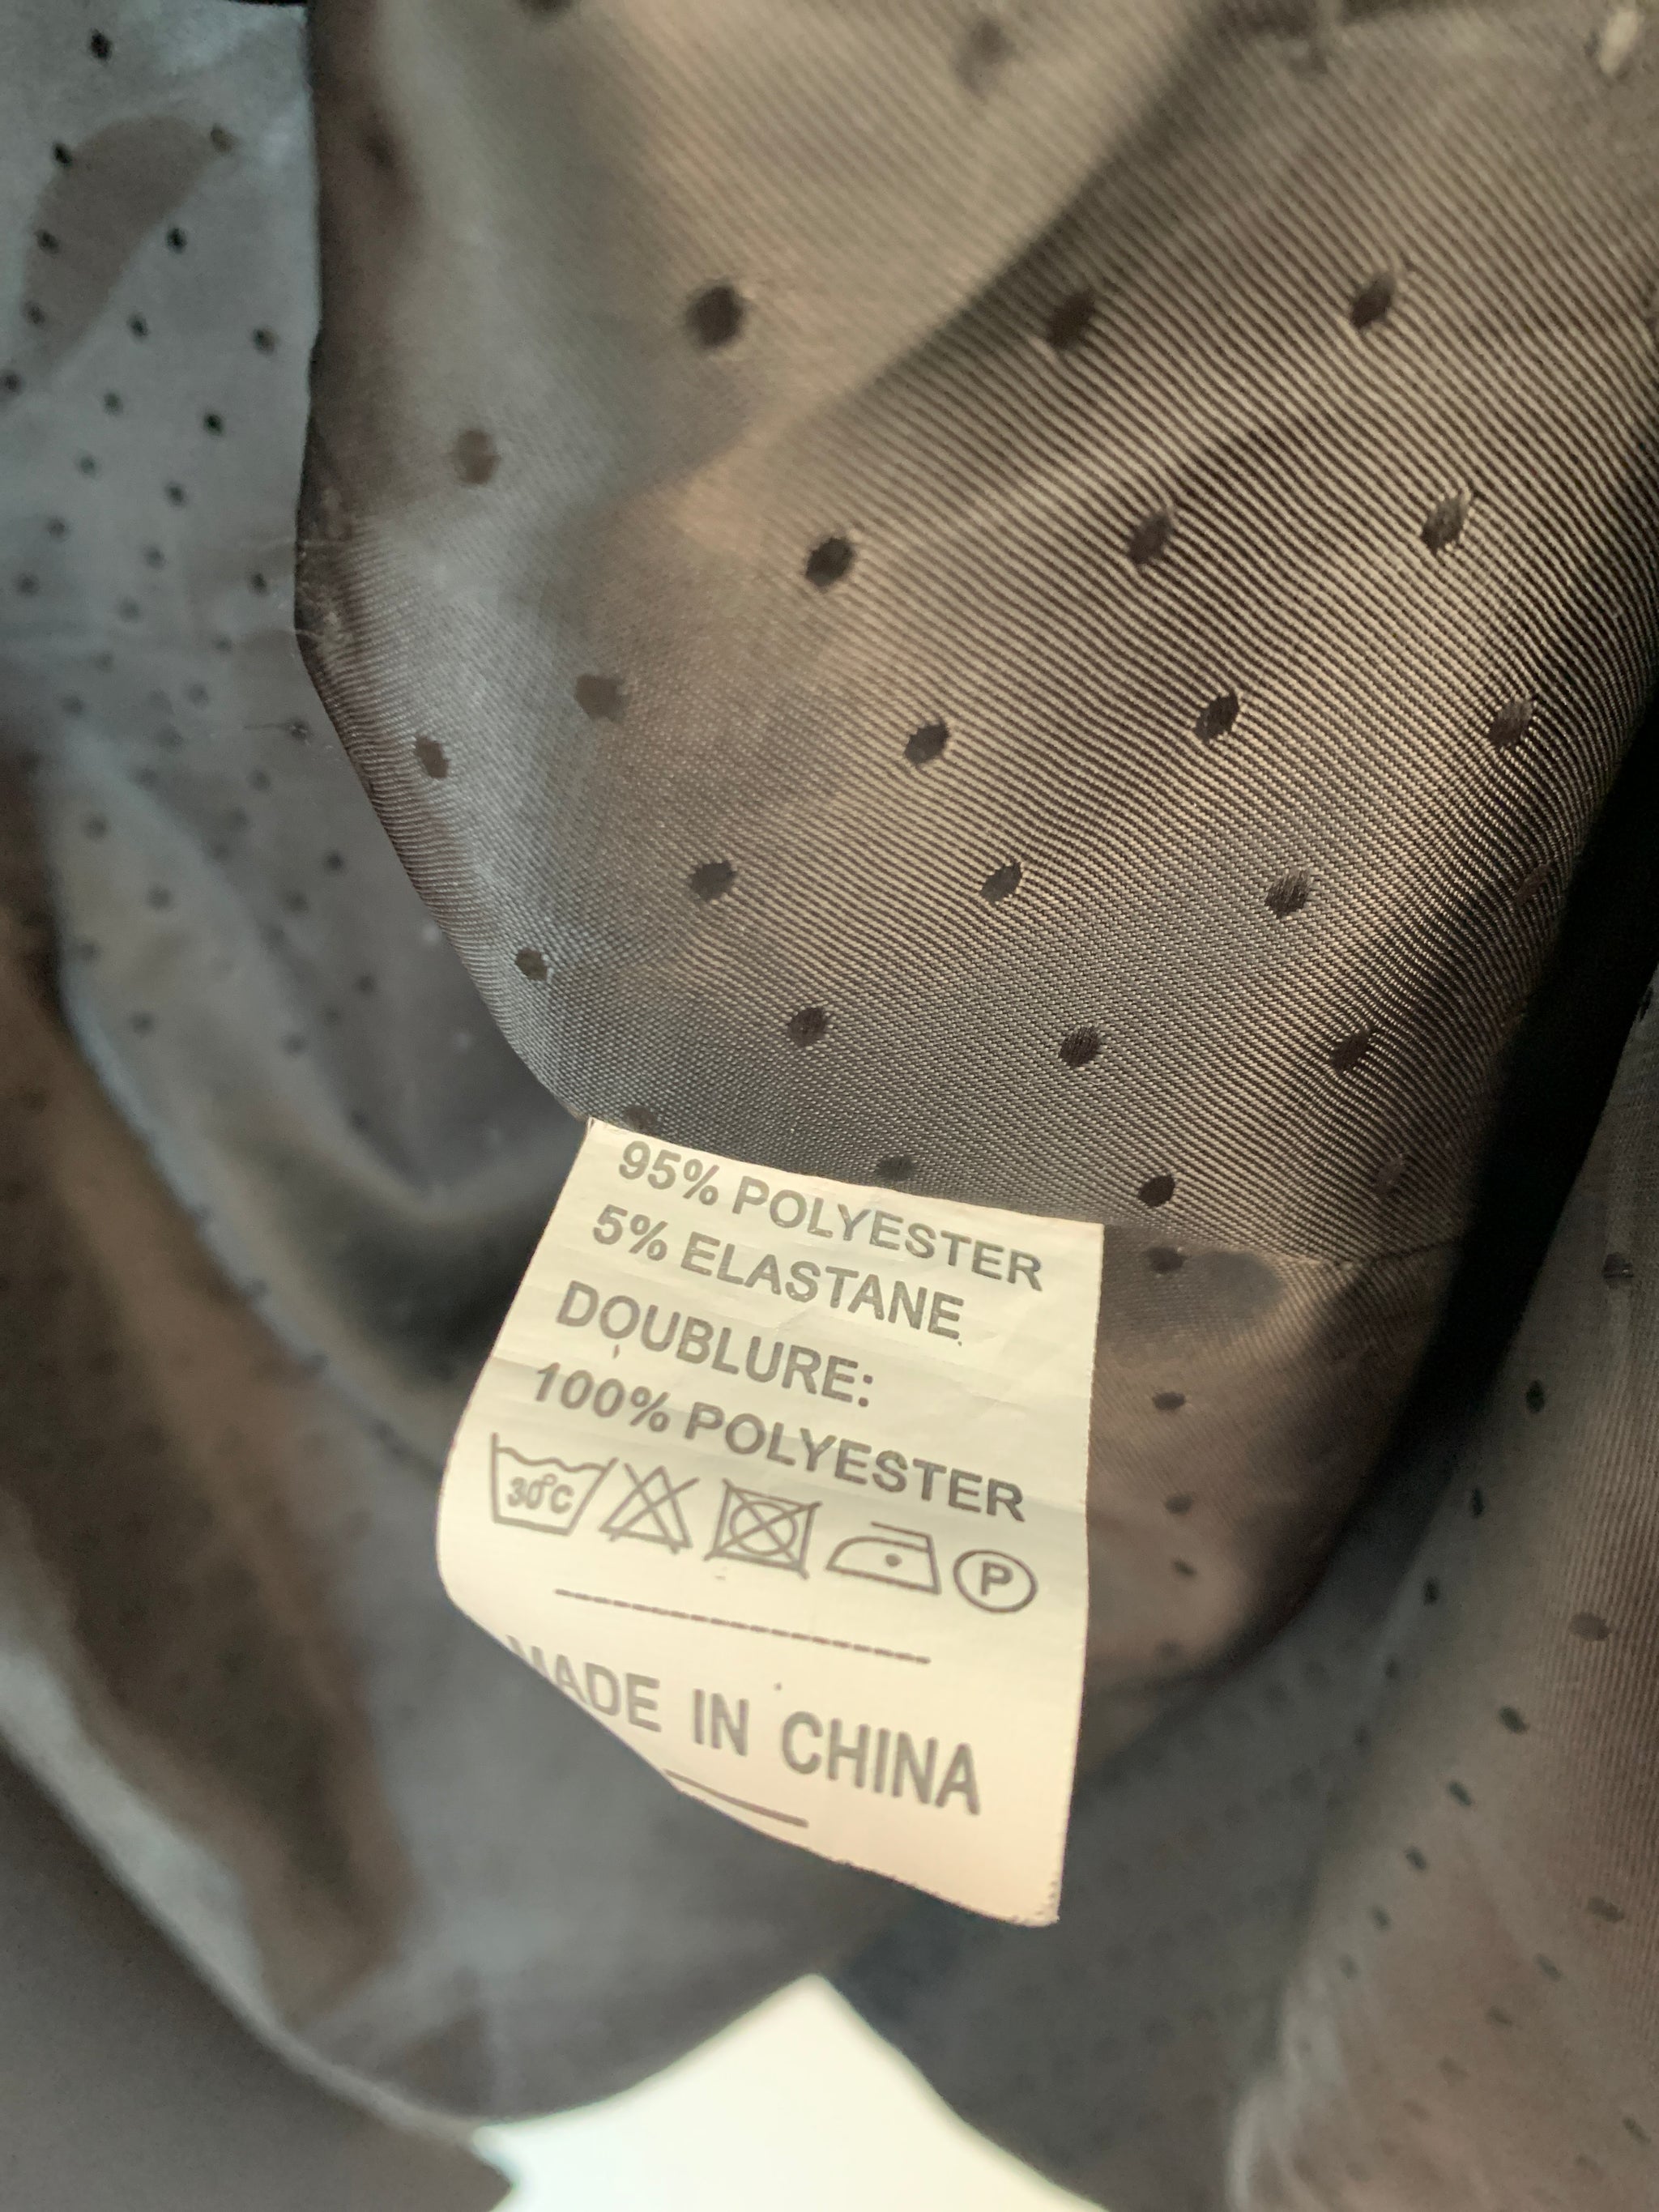 95% POLYESTER
5% ELASTANE
DOUBLURE:
100% POLYESTER
30°C P
MADE IN CHINA